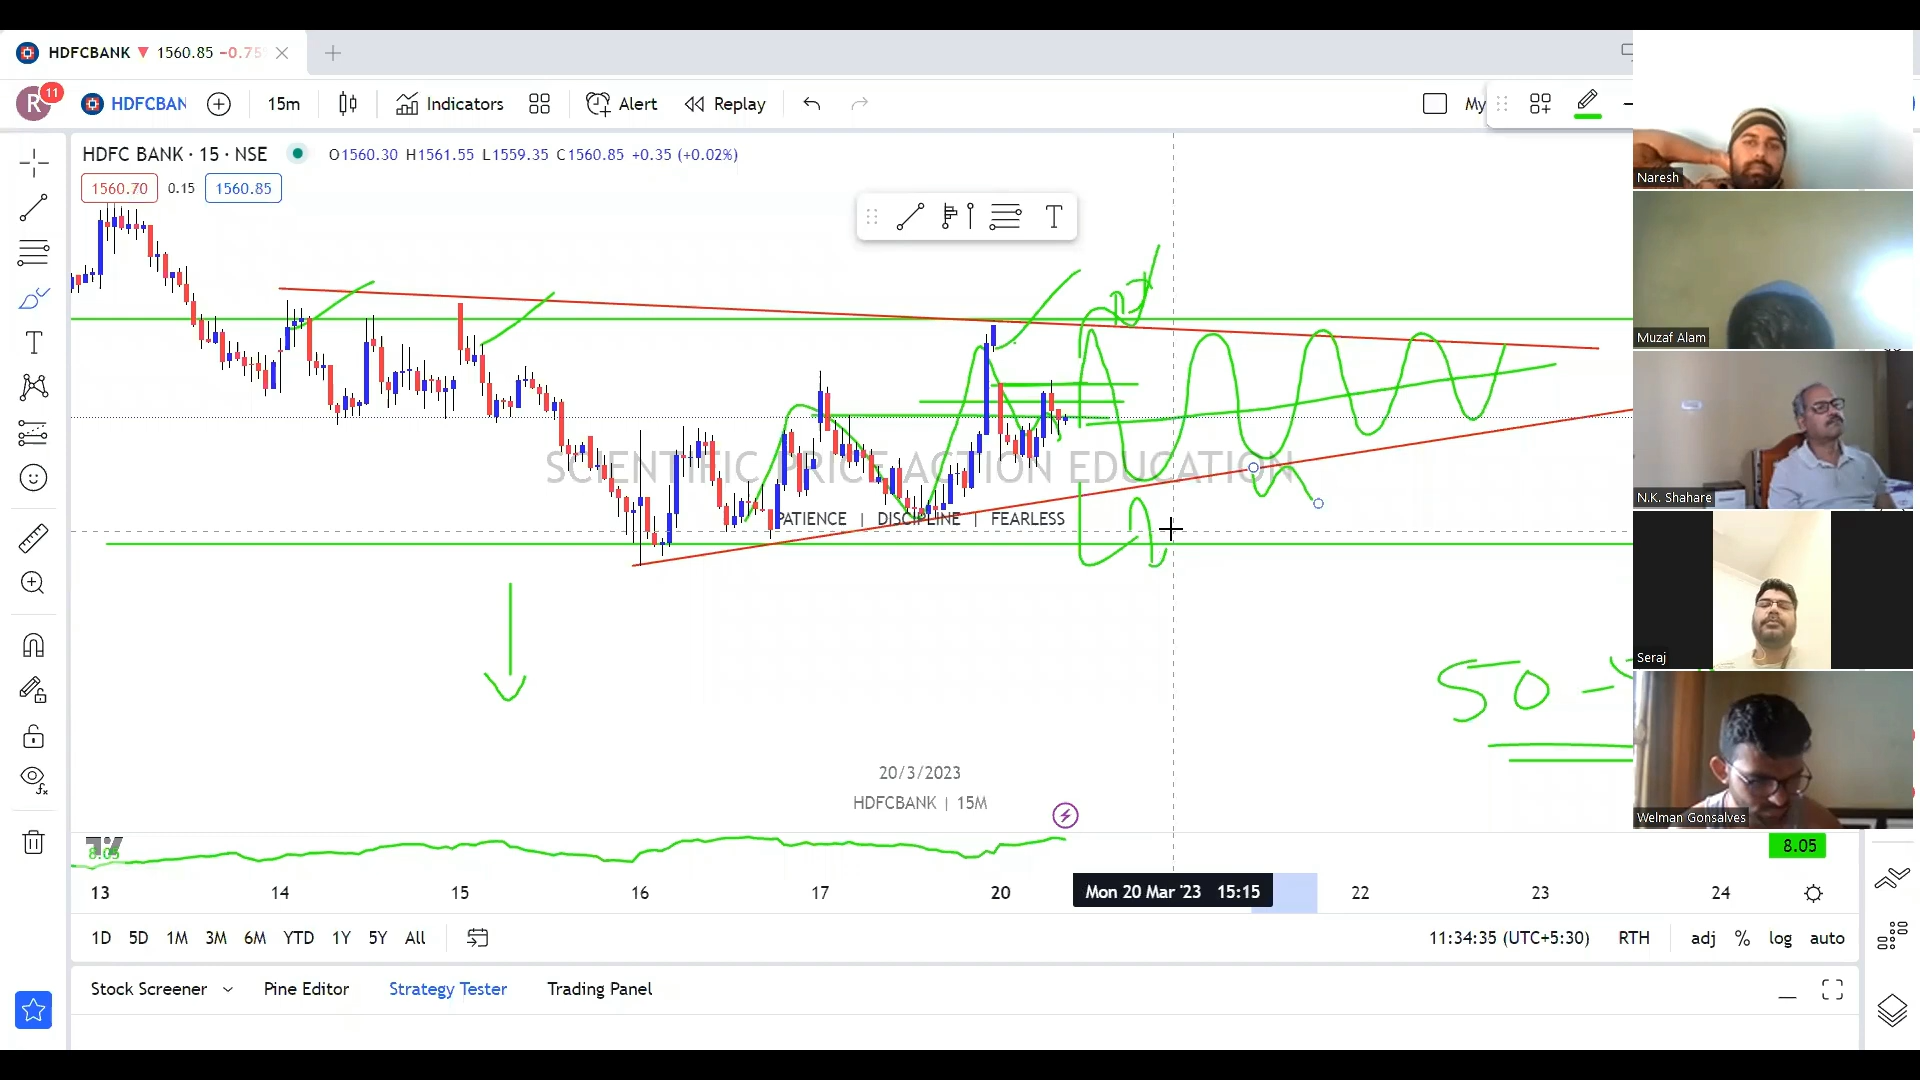 HDFCBANK ▼ 1560.85 −0.75
R 11 HDFCBAN 15m Indicators Alert Replay My
HDFC BANK · 15 · NSE O1560.30 H1561.55 L1559.35 C1560.85 +0.35 (+0.02%)
1560.70 0.15 1560.85
Naresh
Muzaf Alam
N.K. Shahare
Seraj
Welman Gonsalves
SCIENTIFIC PRICE ACTION EDUCATION
PATIENCE | DISCIPLINE | FEARLESS
50 -
20/3/2023
HDFCBANK | 15M
8.05
8.05
13 14 15 16 17 20 Mon 20 Mar '23 15:15 22 23 24
1D 5D 1M 3M 6M YTD 1Y 5Y All 11:34:35 (UTC+5:30) RTH adj % log auto
Stock Screener Pine Editor Strategy Tester Trading Panel